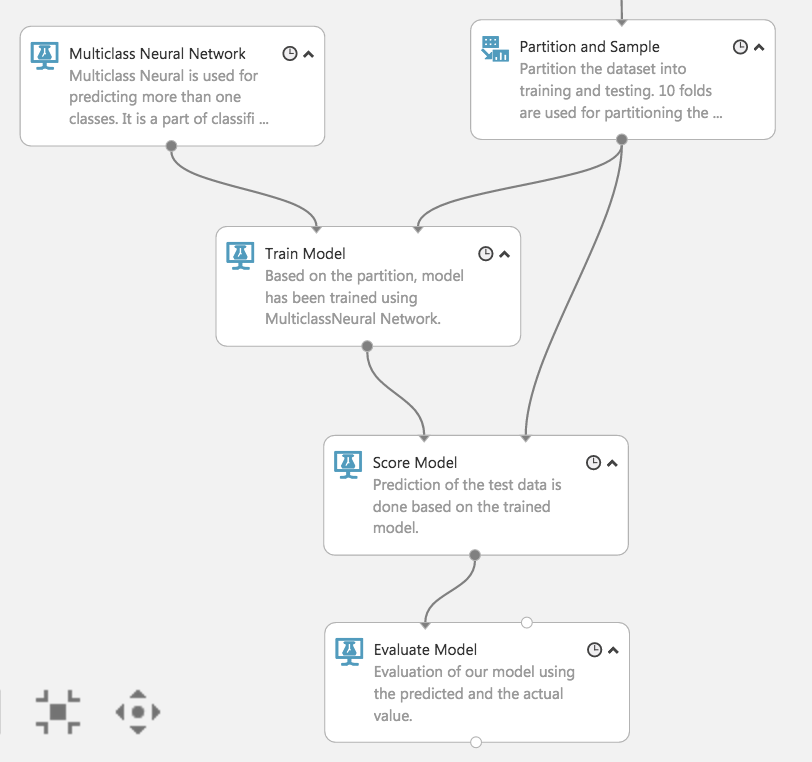 Multiclass Neural Network
Multiclass Neural is used for
predicting more than one
classes. It is a part of classifi ...
Partition and Sample
Partition the dataset into
training and testing. 10 folds
are used for partitioning the ...
Train Model
Based on the partition, model
has been trained using
MulticlassNeural Network.
Score Model
Prediction of the test data is
done based on the trained
model.
Evaluate Model
Evaluation of our model using
the predicted and the actual
value.